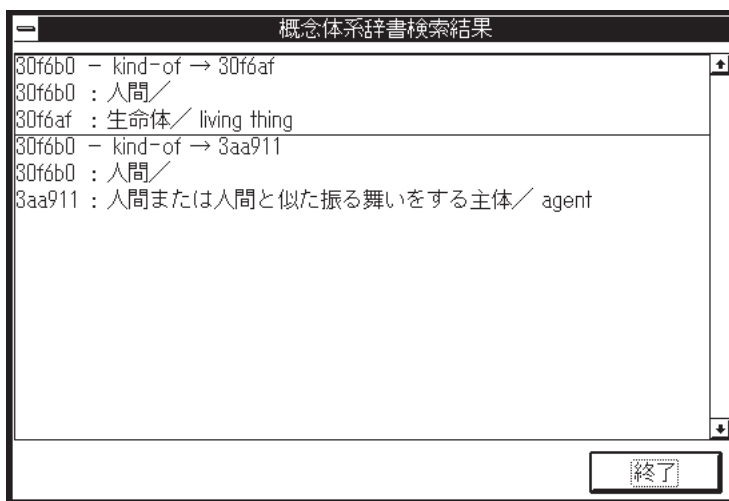 概念体系辞書検索結果
30f6b0 － kind-of → 30f6af
30f6b0 : 人間／
30f6af : 生命体／ living thing
30f6b0 － kind-of → 3aa911
30f6b0 : 人間／
3aa911 : 人間または人間と似た振る舞いをする主体／ agent
終了